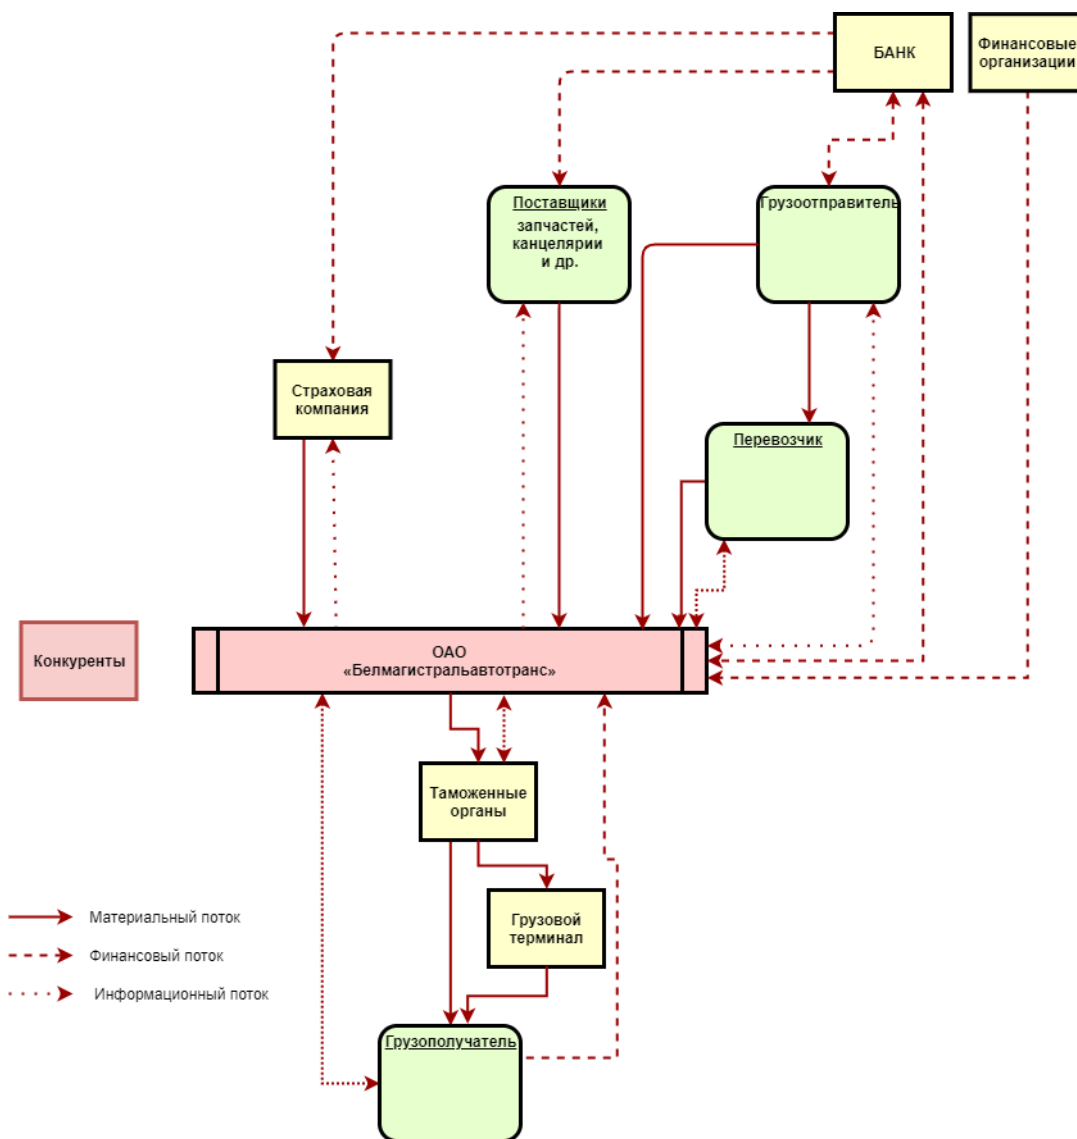 БАНК
Финансовые
организации
Поставщики
запчастей,
канцелярии
и др.
Грузоотправитель
Страховая
компания
Перевозчик
Конкуренты
ОАО
«Белмагистральавтотранс»
Таможенные
органы
Грузовой
терминал
Материальный поток
Финансовый поток
Информационный поток
Грузополучатель